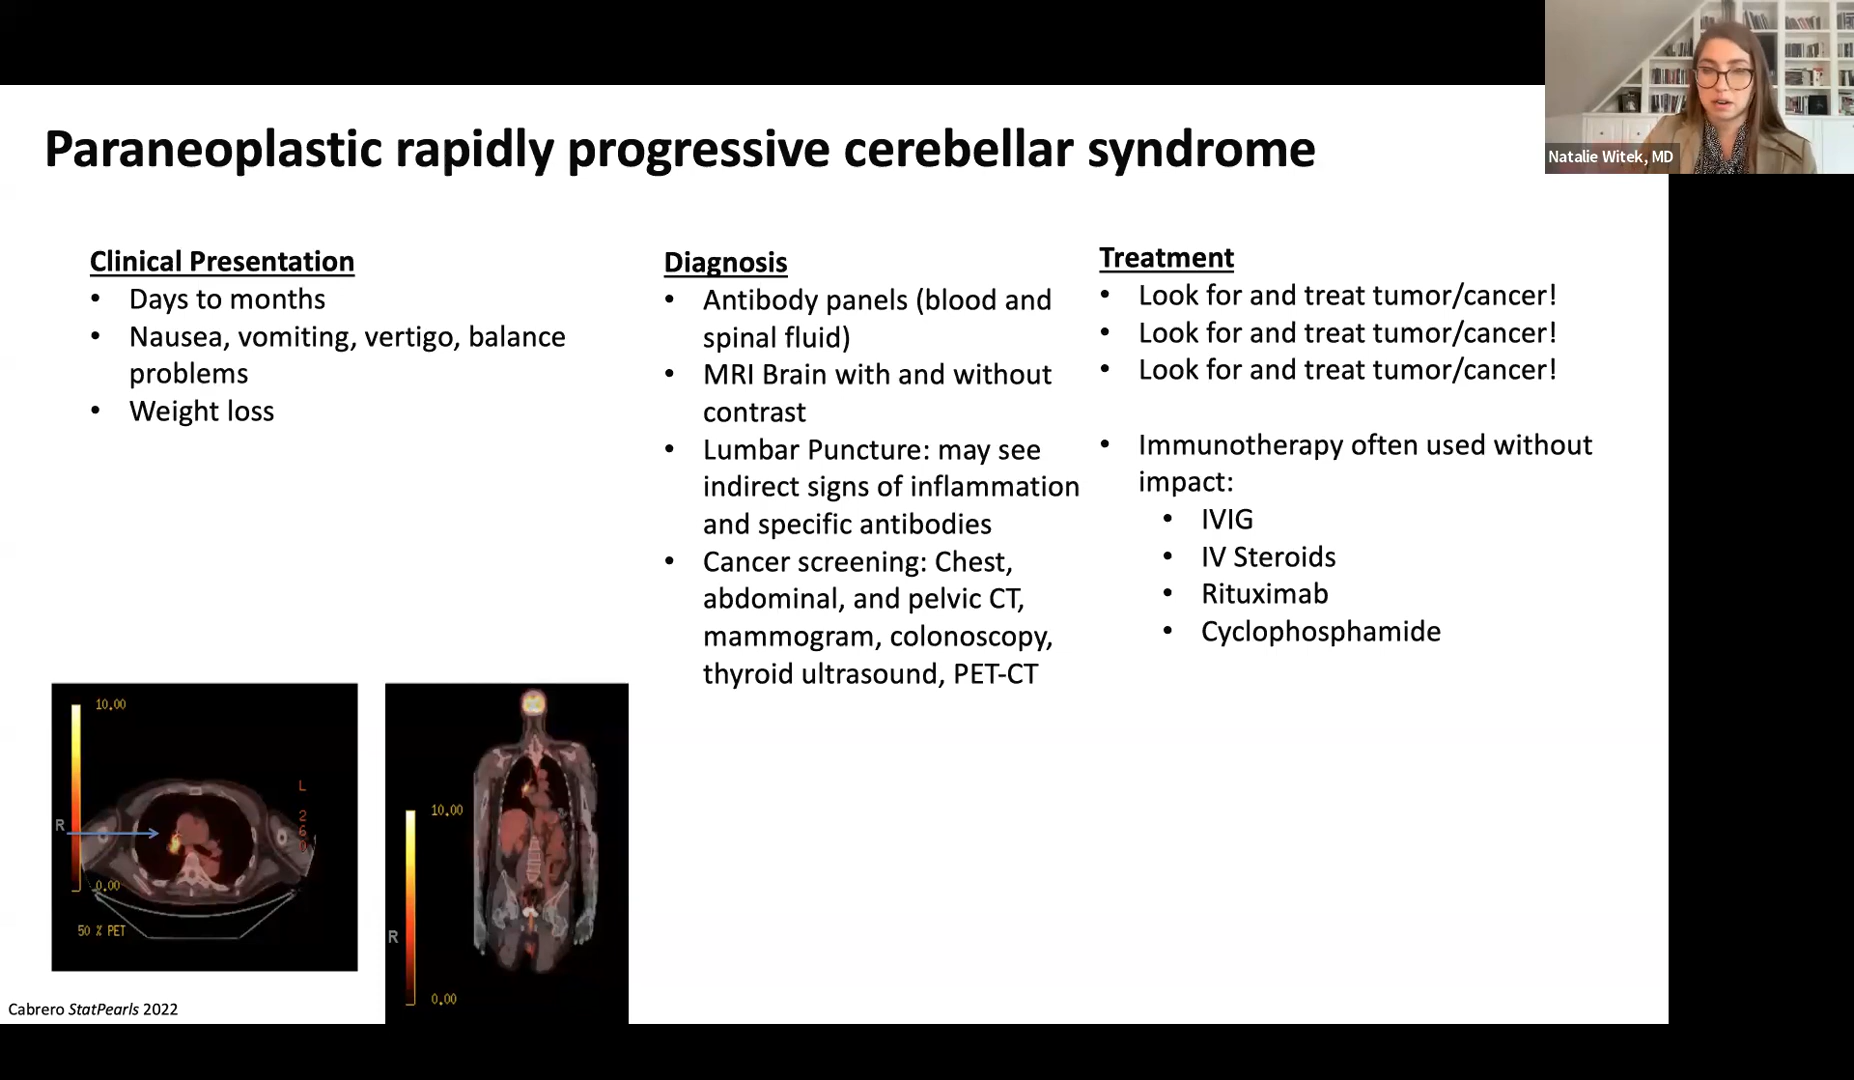 Natalie Witek, MD
Paraneoplastic rapidly progressive cerebellar syndrome
Clinical Presentation
• Days to months
• Nausea, vomiting, vertigo, balance
problems
• Weight loss
Diagnosis
• Antibody panels (blood and
spinal fluid)
• MRI Brain with and without
contrast
• Lumbar Puncture: may see
indirect signs of inflammation
and specific antibodies
• Cancer screening: Chest,
abdominal, and pelvic CT,
mammogram, colonoscopy,
thyroid ultrasound, PET-CT
Treatment
• Look for and treat tumor/cancer!
• Look for and treat tumor/cancer!
• Look for and treat tumor/cancer!
• Immunotherapy often used without
impact:
• IVIG
• IV Steroids
• Rituximab
• Cyclophosphamide
10.00
R
L
2
6
0.00
50 % PET
10.00
R
0.00
Cabrero StatPearls 2022